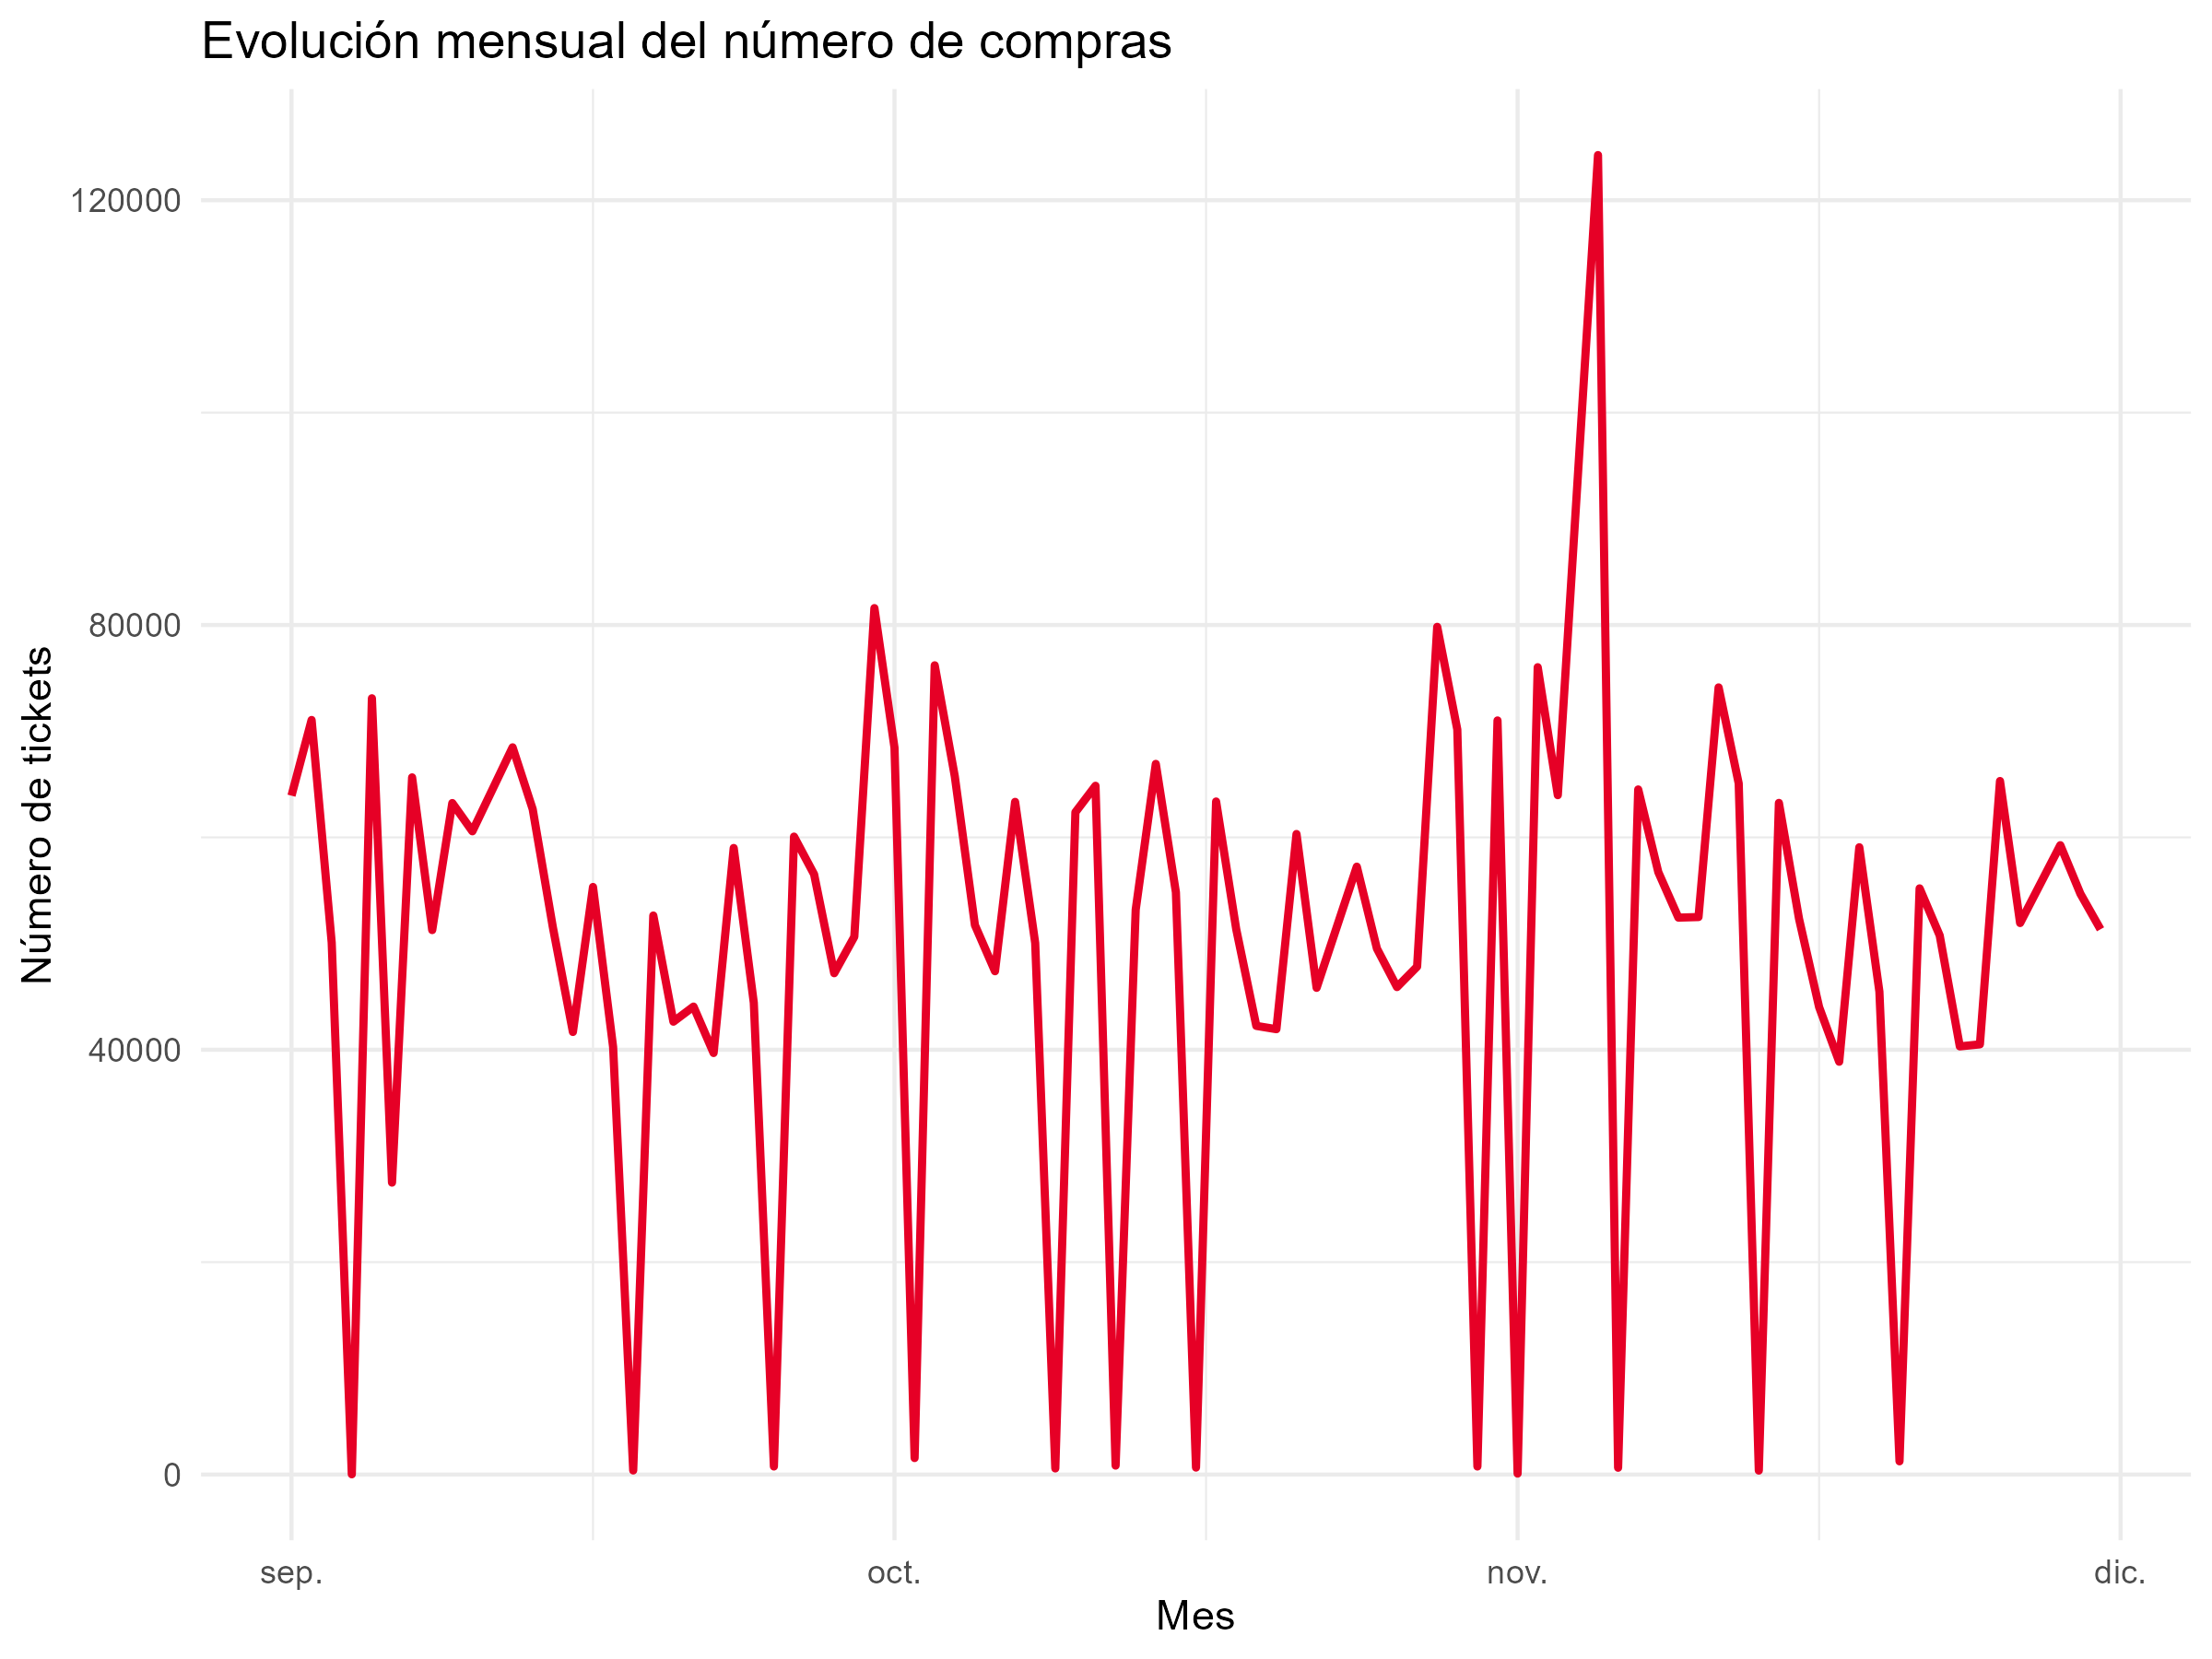 Evolución mensual del número de compras
Número de tickets
120000
80000
40000
0
sep.
oct.
nov.
dic.
Mes